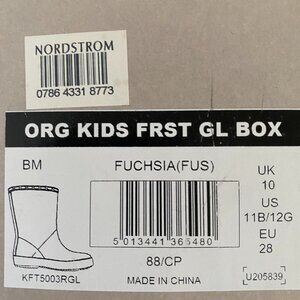 NORDSTROM
0786 4331 8773
ORG KIDS FRST GL BOX
BM
FUCHSIA(FUS)
UK
10
US
11B/12G
EU
28
5 013441 365480
88/CP
KFT5003RGL
MADE IN CHINA
U205839